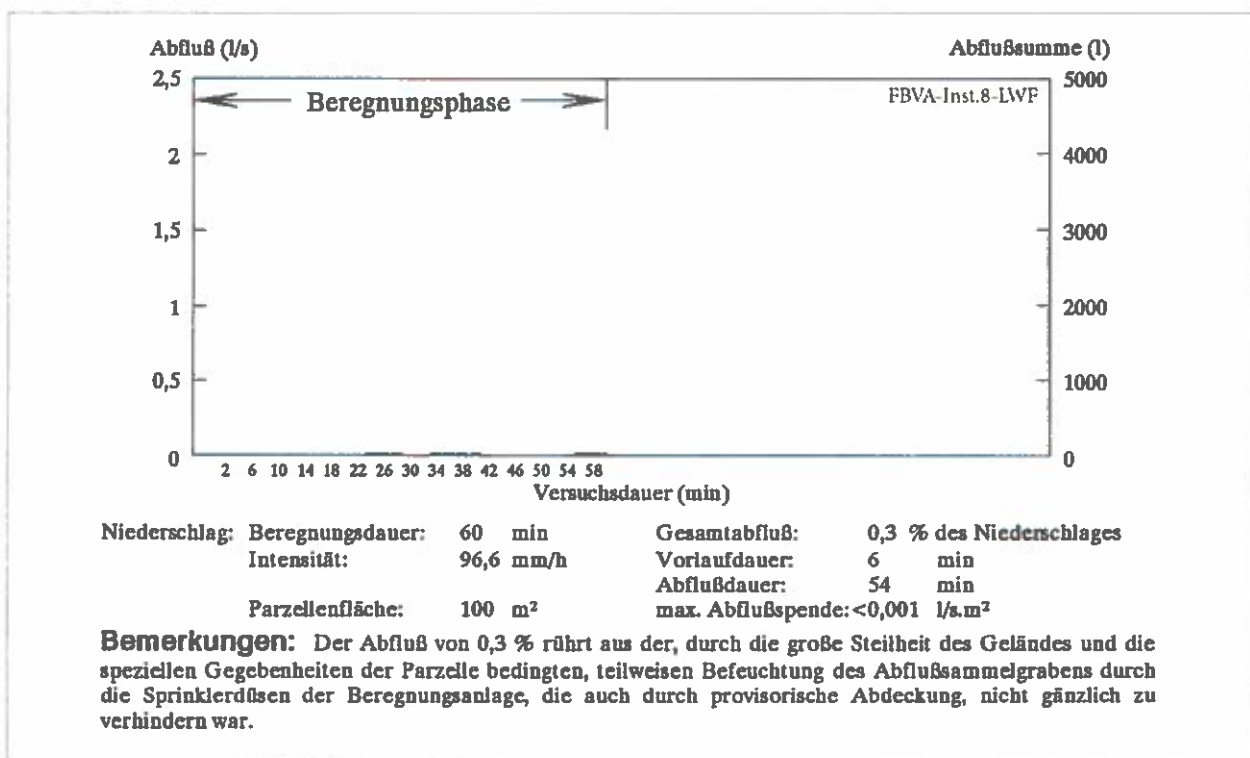 Abfluß (l/s) Abflußsumme (l)
2,5 5000
Beregnungsphase FBVA-Inst.8-LWF
2 4000
1,5 3000
1 2000
0,5 1000
0 0
2 6 10 14 18 22 26 30 34 38 42 46 50 54 58
Versuchsdauer (min)
Niederschlag: Beregnungsdauer: 60 min Gesamtabfluß: 0,3 % des Niederschlages
Intensität: 96,6 mm/h Vorlaufdauer: 6 min
Abflußdauer: 54 min
Parzellenfläche: 100 m² max. Abflußspende: <0,001 l/s.m²
Bemerkungen: Der Abfluß von 0,3 % rührt aus der, durch die große Steilheit des Geländes und die
speziellen Gegebenheiten der Parzelle bedingten, teilweisen Befeuchtung des Abflußsammelgrabens durch
die Sprinklerdüsen der Beregnungsanlage, die auch durch provisorische Abdeckung, nicht gänzlich zu
verhindern war.